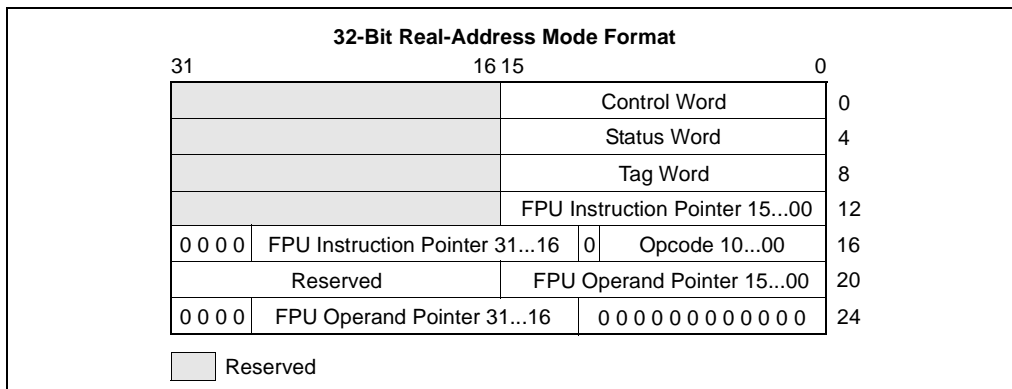 32-Bit Real-Address Mode Format
31 16 15 0
Control Word 0
Status Word 4
Tag Word 8
FPU Instruction Pointer 15...00 12
0 0 0 0 FPU Instruction Pointer 31...16 0 Opcode 10...00 16
Reserved FPU Operand Pointer 15...00 20
0 0 0 0 FPU Operand Pointer 31...16 0 0 0 0 0 0 0 0 0 0 0 0 24
Reserved